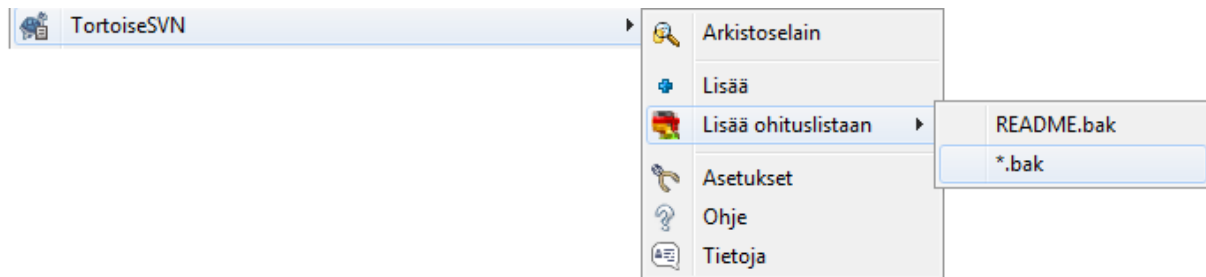 TortoiseSVN
Arkistoselain
Lisää
Lisää ohituslistaan
README.bak
*.bak
Asetukset
Ohje
Tietoja